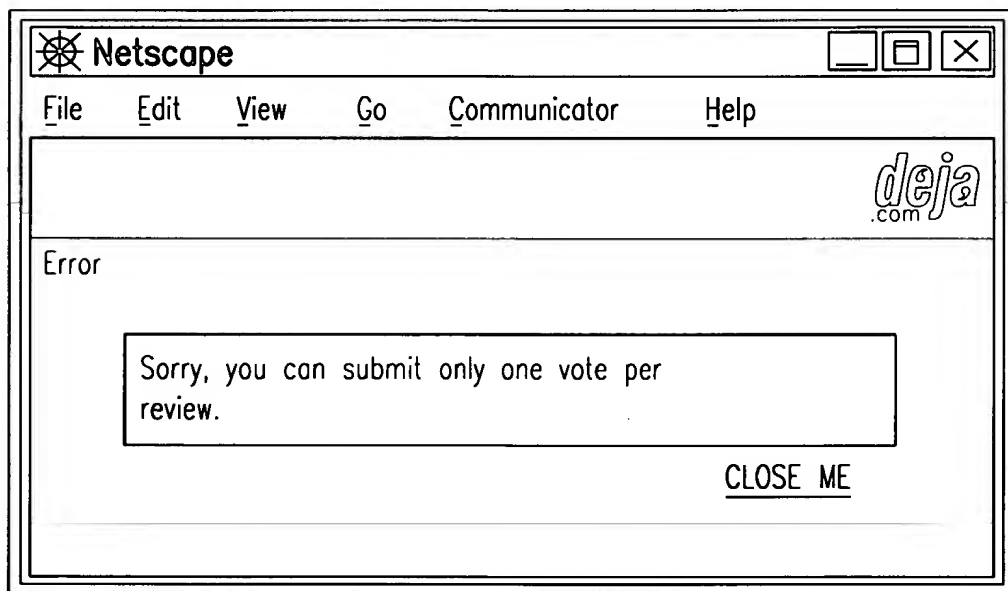 Netscape
File Edit View Go Communicator Help
deja
.com
Error
Sorry, you can submit only one vote per
review.
CLOSE ME